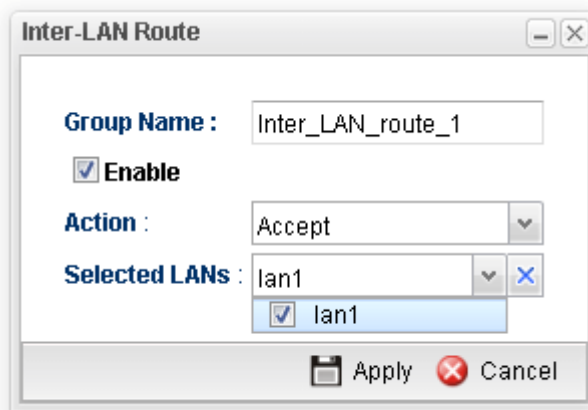 Inter-LAN Route
Group Name : Inter_LAN_route_1
Enable
Action : Accept
Selected LANs : lan1
lan1
Apply Cancel